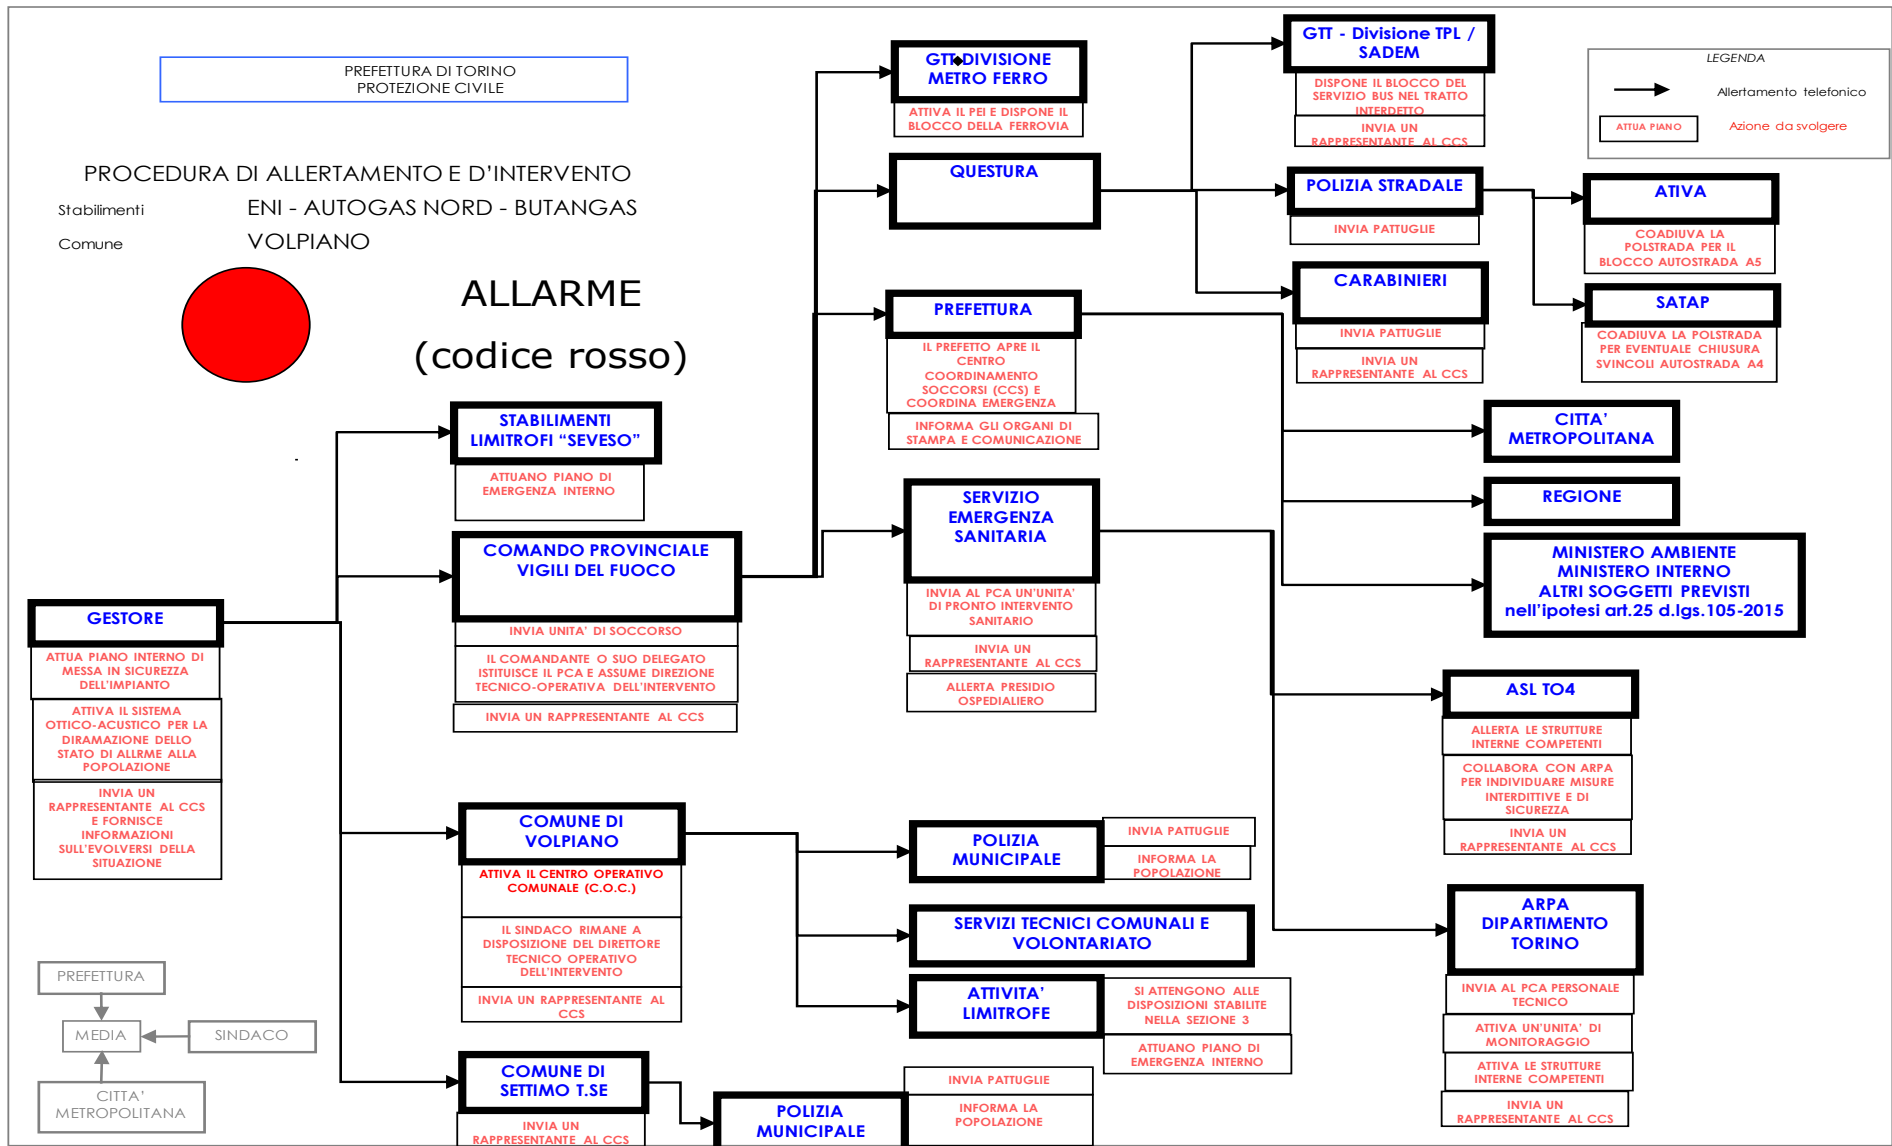 PREFETTURA DI TORINO
PROTEZIONE CIVILE
PROCEDURA DI ALLERTAMENTO E D'INTERVENTO
Stabilimenti ENI - AUTOGAS NORD - BUTANGAS
Comune VOLPIANO
ALLARME
(codice rosso)
LEGENDA
Allertamento telefonico
ATTUA PIANO
Azione da svolgere
GESTORE
ATTUA PIANO INTERNO DI
MESSA IN SICUREZZA
DELL'IMPIANTO
ATTIVA IL SISTEMA
OTTICO-ACUSTICO PER LA
DIRAMAZIONE DELLO
STATO DI ALLRME ALLA
POPOLAZIONE
INVIA UN
RAPPRESENTANTE AL CCS
E FORNISCE
INFORMAZIONI
SULL'EVOLVERSI DELLA
SITUAZIONE
STABILIMENTI
LIMITROFI “SEVESO”
ATTUANO PIANO DI
EMERGENZA INTERNO
COMANDO PROVINCIALE
VIGILI DEL FUOCO
INVIA UNITA' DI SOCCORSO
IL COMANDANTE O SUO DELEGATO
ISTITUISCE IL PCA E ASSUME DIREZIONE
TECNICO-OPERATIVA DELL'INTERVENTO
INVIA UN RAPPRESENTANTE AL CCS
COMUNE DI
VOLPIANO
ATTIVA IL CENTRO OPERATIVO
COMUNALE (C.O.C.)
IL SINDACO RIMANE A
DISPOSIZIONE DEL DIRETTORE
TECNICO OPERATIVO
DELL'INTERVENTO
INVIA UN RAPPRESENTANTE AL
CCS
COMUNE DI
SETTIMO T.SE
INVIA UN
RAPPRESENTANTE AL CCS
GTT-DIVISIONE
METRO FERRO
ATTIVA IL PEI E DISPONE IL
BLOCCO DELLA FERROVIA
QUESTURA
PREFETTURA
IL PREFETTO APRE IL
CENTRO
COORDINAMENTO
SOCCORSI (CCS) E
COORDINA EMERGENZA
INFORMA GLI ORGANI DI
STAMPA E COMUNICAZIONE
SERVIZIO
EMERGENZA
SANITARIA
INVIA AL PCA UN'UNITA'
DI PRONTO INTERVENTO
SANITARIO
INVIA UN
RAPPRESENTANTE AL CCS
ALLERTA PRESIDIO
OSPEDALIERO
POLIZIA
MUNICIPALE
INVIA PATTUGLIE
INFORMA LA
POPOLAZIONE
SERVIZI TECNICI COMUNALI E
VOLONTARIATO
ATTIVITA'
LIMITROFE
SI ATTENGONO ALLE
DISPOSIZIONI STABILITE
NELLA SEZIONE 3
ATTUANO PIANO DI
EMERGENZA INTERNO
POLIZIA
MUNICIPALE
INVIA PATTUGLIE
INFORMA LA
POPOLAZIONE
GTT - Divisione TPL /
SADEM
DISPONE IL BLOCCO DEL
SERVIZIO BUS NEL TRATTO
INTERDETTO
INVIA UN
RAPPRESENTANTE AL CCS
POLIZIA STRADALE
INVIA PATTUGLIE
CARABINIERI
INVIA PATTUGLIE
INVIA UN
RAPPRESENTANTE AL CCS
ATIVA
COADIUVA LA
POLSTRADA PER IL
BLOCCO AUTOSTRADA A5
SATAP
COADIUVA LA POLSTRADA
PER EVENTUALE CHIUSURA
SVINCOLI AUTOSTRADA A4
CITTA'
METROPOLITANA
REGIONE
MINISTERO AMBIENTE
MINISTERO INTERNO
ALTRI SOGGETTI PREVISTI
nell'ipotesi art.25 d.lgs.105-2015
ASL TO4
ALLERTA LE STRUTTURE
INTERNE COMPETENTI
COLLABORA CON ARPA
PER INDIVIDUARE MISURE
INTERDITTIVE E DI
SICUREZZA
INVIA UN
RAPPRESENTANTE AL CCS
ARPA
DIPARTIMENTO
TORINO
INVIA AL PCA PERSONALE
TECNICO
ATTIVA UN'UNITA' DI
MONITORAGGIO
ATTIVA LE STRUTTURE
INTERNE COMPETENTI
INVIA UN
RAPPRESENTANTE AL CCS
PREFETTURA
MEDIA
SINDACO
CITTA'
METROPOLITANA